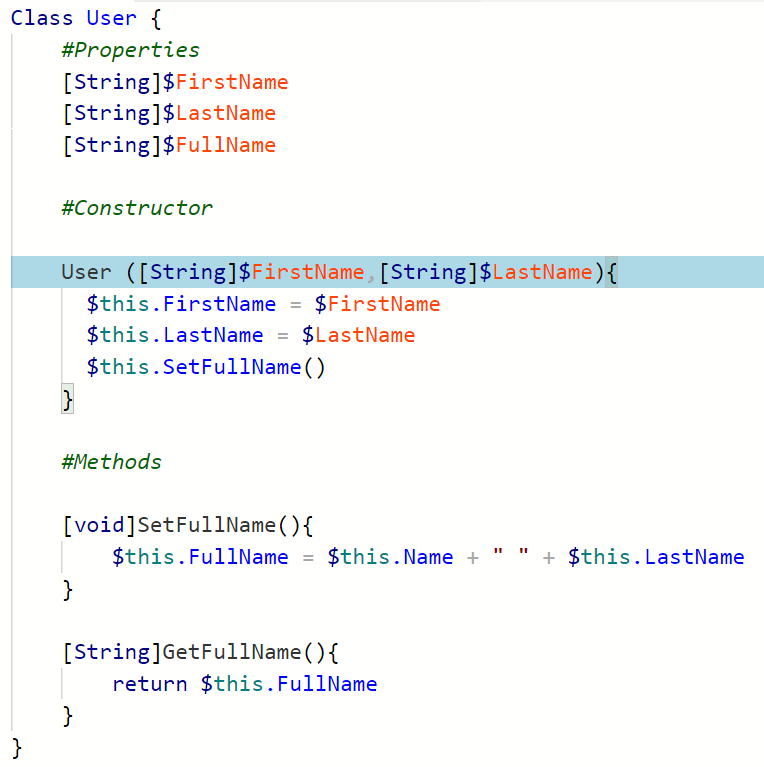 Class User {
#Properties
[String]$FirstName
[String]$LastName
[String]$FullName
#Constructor
User ([String]$FirstName,[String]$LastName){
$this.FirstName = $FirstName
$this.LastName = $LastName
$this.SetFullName()
}
#Methods
[void]SetFullName(){
$this.FullName = $this.Name + " " + $this.LastName
}
[String]GetFullName(){
return $this.FullName
}
}